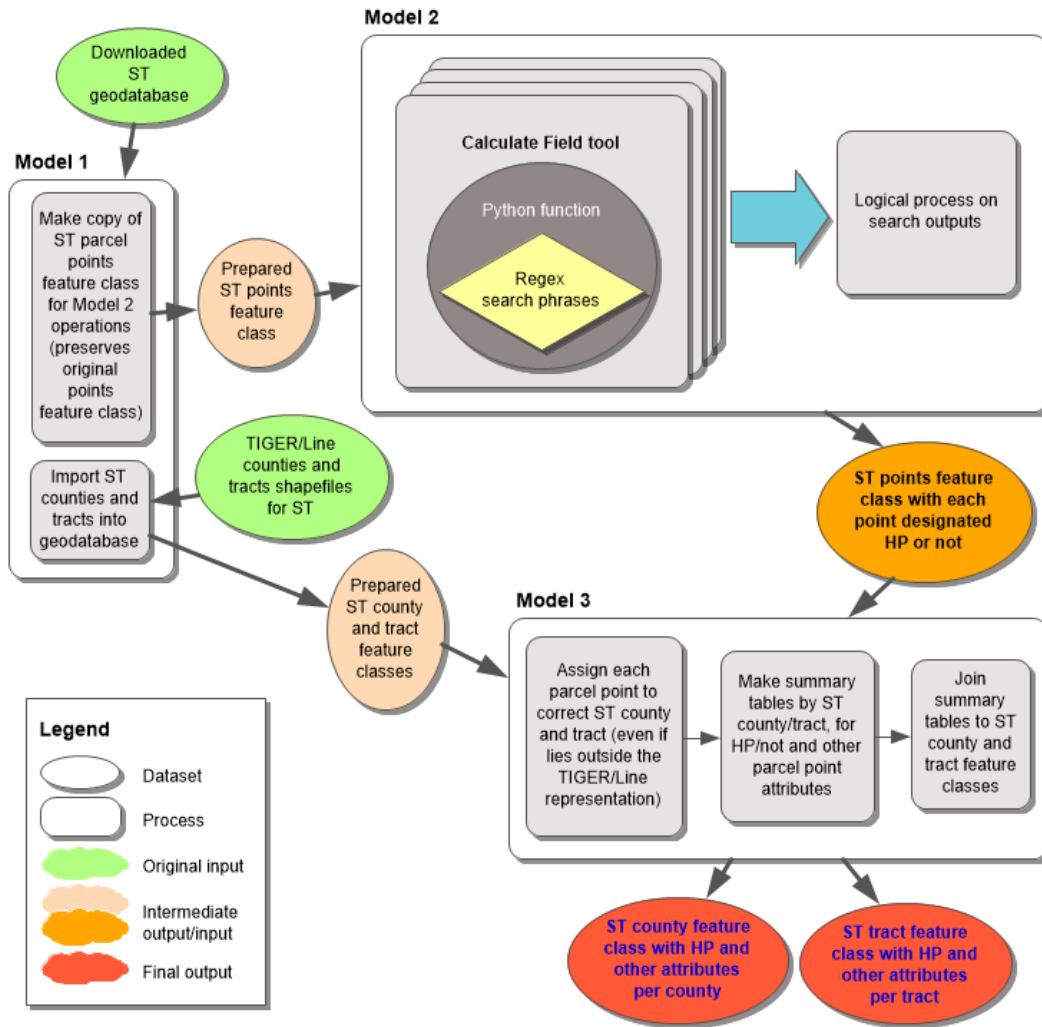 Model 2
Downloaded
ST
geodatabase
Model 1
Make copy of
ST parcel
points
feature class
for Model 2
operations
(preserves
original
points
feature class)
Prepared
ST points
feature
class
Calculate Field tool
Python function
Regex
search phrases
Logical process on
search outputs
Import ST
counties and
tracts into
geodatabase
TIGER/Line
counties and
tracts shapefiles
for ST
ST points feature
class with each
point designated
HP or not
Prepared
ST county
and tract
feature
classes
Model 3
Assign each
parcel point to
correct ST county
and tract (even if
lies outside the
TIGER/Line
representation)
Make summary
tables by ST
county/tract, for
HP/not and other
parcel point
attributes
Join
summary
tables to ST
county and
tract feature
classes
Legend
Dataset
Process
Original input
Intermediate
output/input
Final output
ST county feature
class with HP and
other attributes
per county
ST tract feature
class with HP and
other attributes
per tract